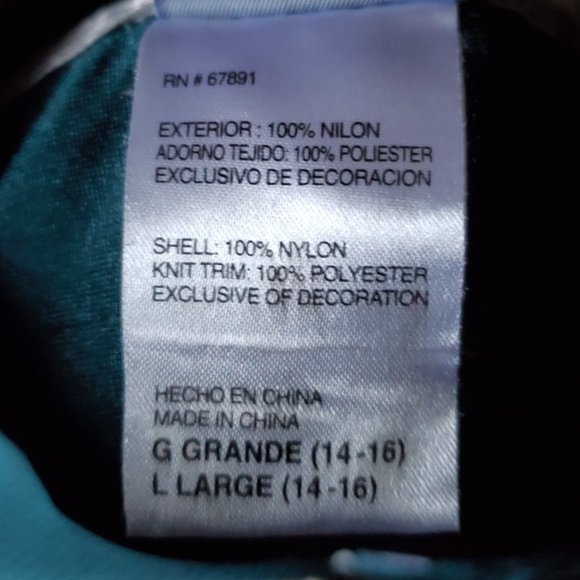 RN # 67891
EXTERIOR : 100% NILON
ADORNO TEJIDO: 100% POLIESTER
EXCLUSIVO DE DECORACION
SHELL: 100% NYLON
KNIT TRIM: 100% POLYESTER
EXCLUSIVE OF DECORATION
HECHO EN CHINA
MADE IN CHINA
G GRANDE (14-16)
L LARGE (14-16)